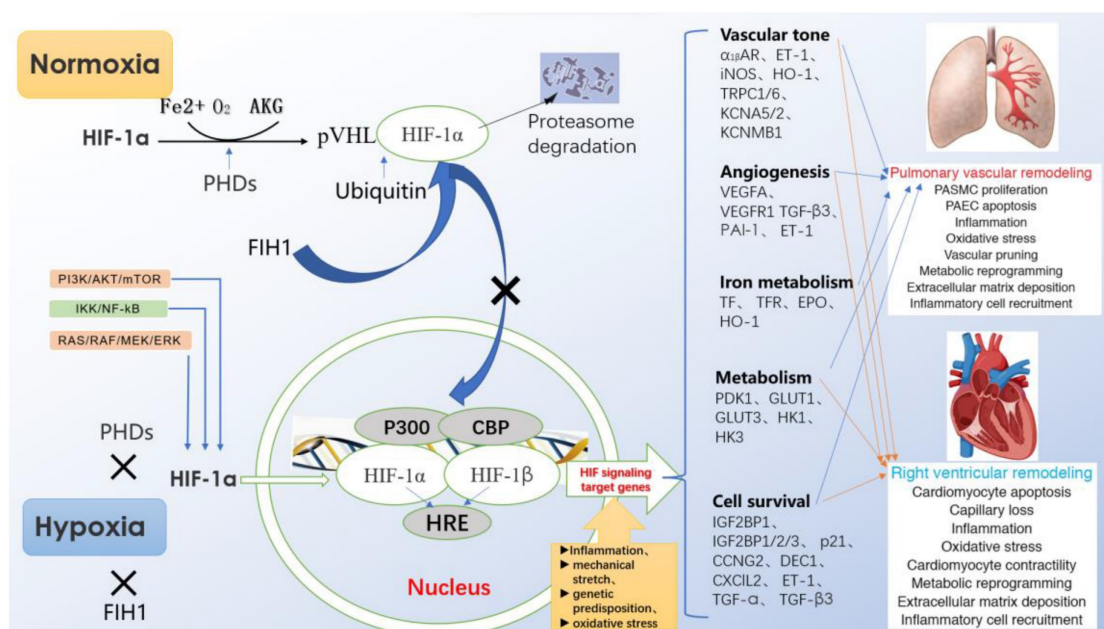 Normoxia
Fe2+ O₂ AKG
HIF-1α
PHDs
pVHL
HIF-1α
Ubiquitin
Proteasome
degradation
FIH1
PI3K/AKT/mTOR
IKK/NF-kB
RAS/RAF/MEK/ERK
PHDs
HIF-1α
Hypoxia
FIH1
P300
CBP
HIF-1α
HIF-1β
HRE
Nucleus
HIF signaling
target genes
▶Inflammation、
▶ mechanical
stretch、
▶ genetic
predisposition、
▶ oxidative stress
Vascular tone
α₁ᵦAR、 ET-1、
iNOS、 HO-1、
TRPC1/6、
KCNA5/2、
KCNMB1
Angiogenesis
VEGFA、
VEGFR1 TGF-β3、
PAI-I、 ET-1
Iron metabolism
TF、 TFR、 EPO、
HO-1
Metabolism
PDK1、 GLUT1、
GLUT3、 HK1、
HK3
Cell survival
IGF2BP1、
IGF2BP1/2/3、 p21、
CCNG2、 DEC1、
CXCIL2、 ET-1、
TGF-α、 TGF-β3
Pulmonary vascular remodeling
PASMC proliferation
PAEC apoptosis
Inflammation
Oxidative stress
Vascular pruning
Metabolic reprogramming
Extracellular matrix deposition
Inflammatory cell recruitment
Right ventricular remodeling
Cardiomyocyte apoptosis
Capillary loss
Inflammation
Oxidative stress
Cardiomyocyte contractility
Metabolic reprogramming
Extracellular matrix deposition
Inflammatory cell recruitment